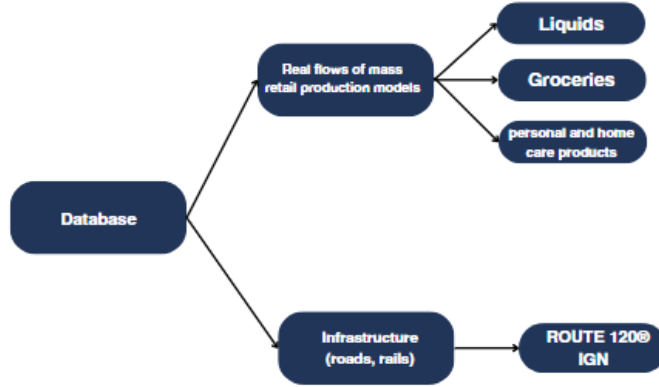 Liquids
Real flows of mass
retail production models
Groceries
personal and home
care products
Database
Infrastructure
(roads, rails)
ROUTE 120®
IGN